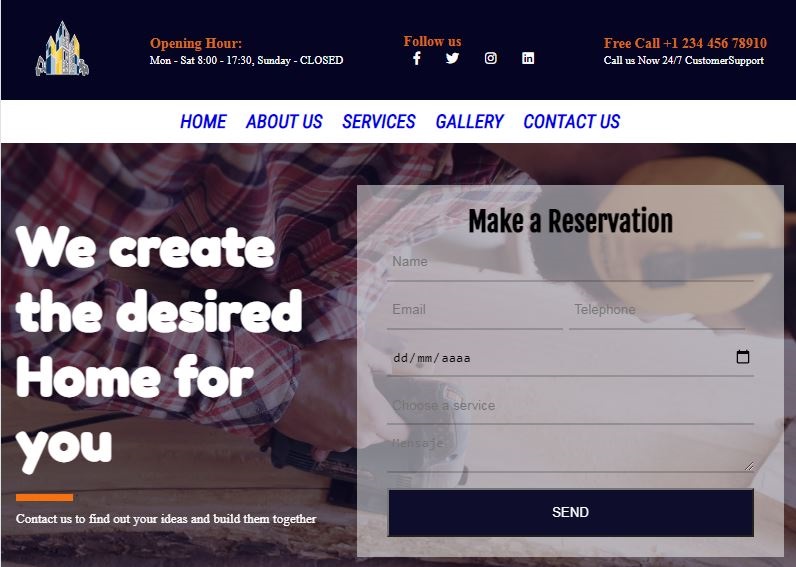 Opening Hour:
Mon - Sat 8:00 - 17:30, Sunday - CLOSED
Follow us
Free Call +1 234 456 78910
Call us Now 24/7 CustomerSupport
HOME ABOUT US SERVICES GALLERY CONTACT US
We create
the desired
Home for
you
Contact us to find out your ideas and build them together
Make a Reservation
Name
Email Telephone
dd/mm/aaaa
Choose a service
Mensaje
SEND